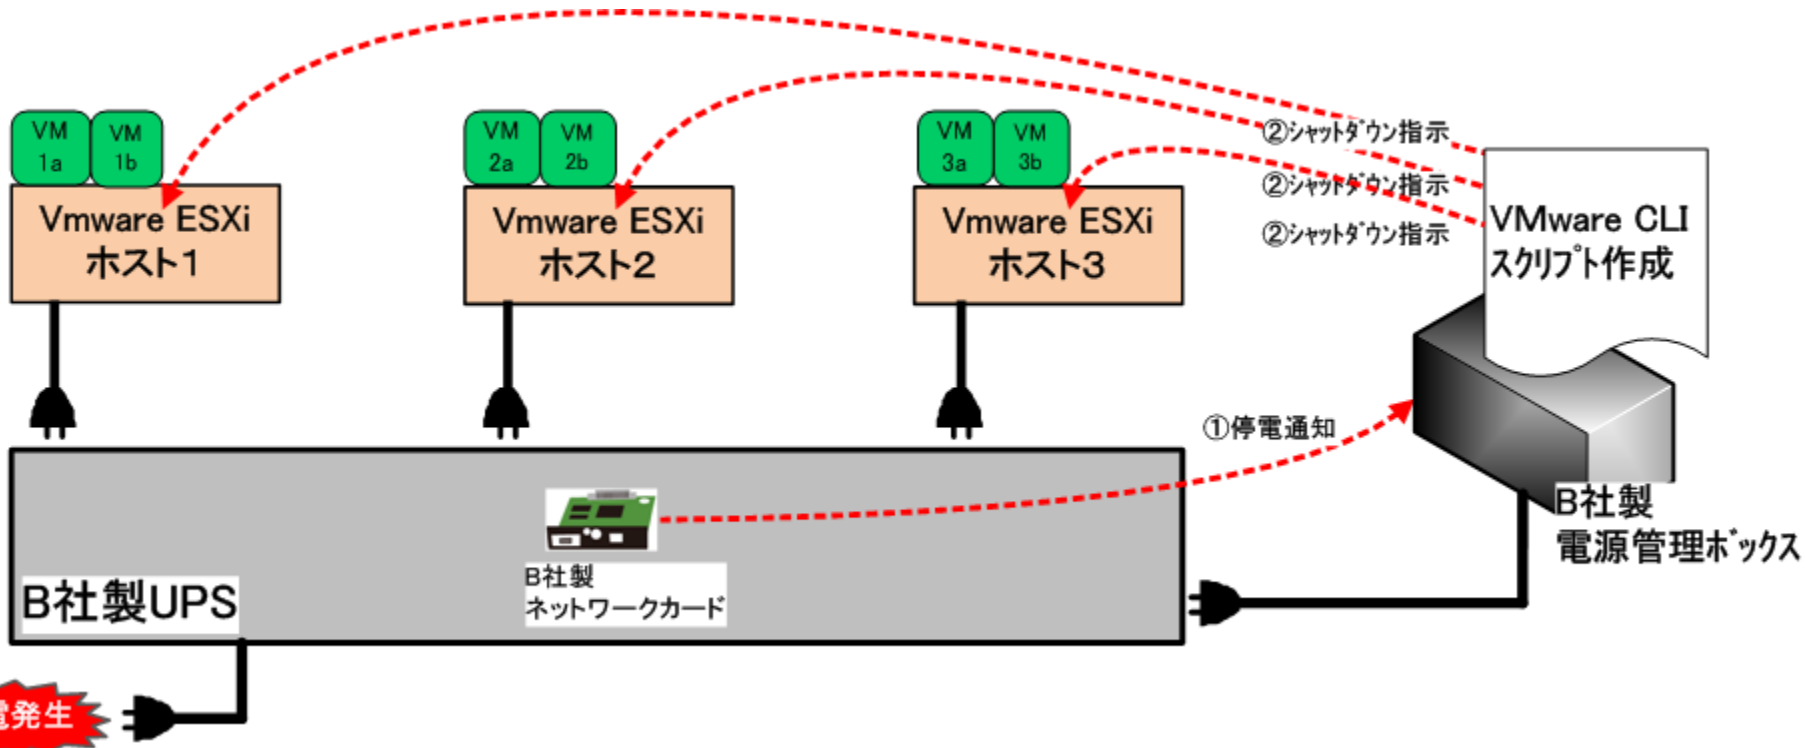 VM
1a
VM
1b
VM
2a
VM
2b
VM
3a
VM
3b
Vmware ESXi
ホスト1
Vmware ESXi
ホスト2
Vmware ESXi
ホスト3
②シャットダウン指示
②シャットダウン指示
②シャットダウン指示
VMware CLI
スクリプト作成
①停電通知
B社製
電源管理ボックス
B社製
ネットワークカード
B社製UPS
電発生